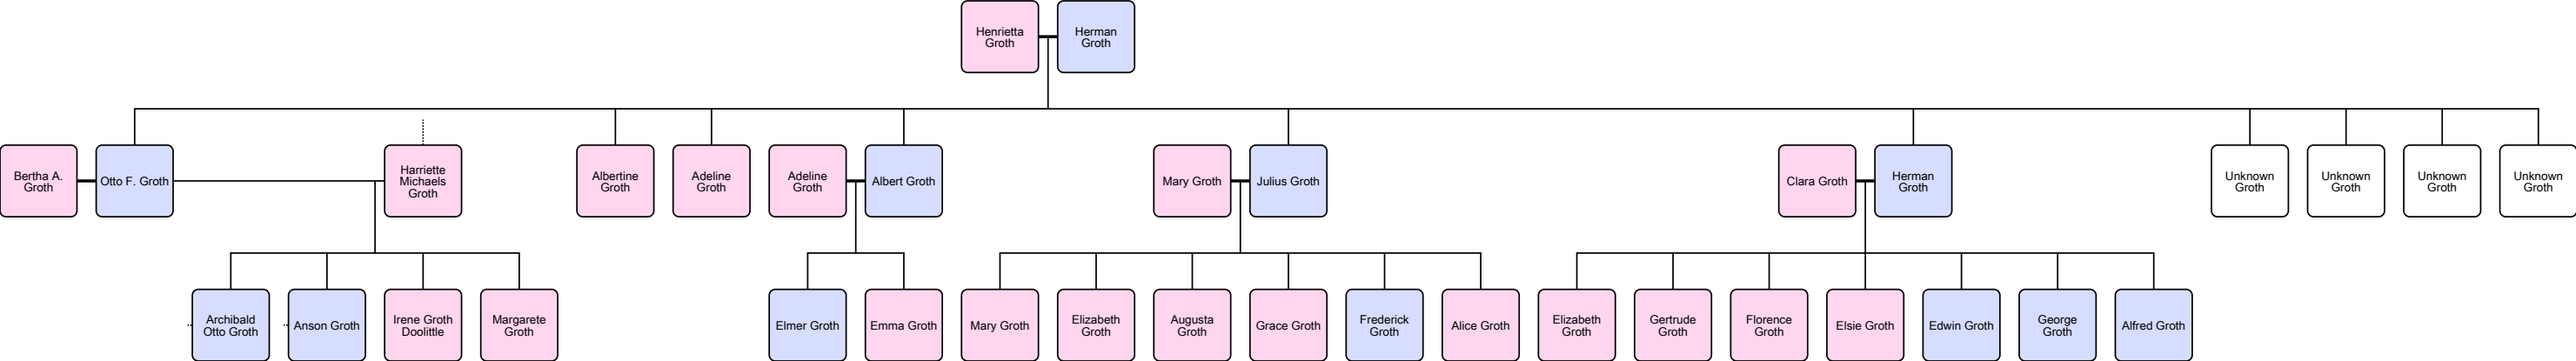 Henrietta
Groth
Herman
Groth
Bertha A.
Groth
Otto F. Groth
Harriette
Michaels
Groth
Albertine
Groth
Adeline
Groth
Adeline
Groth
Albert Groth
Mary Groth
Julius Groth
Clara Groth
Herman
Groth
Unknown
Groth
Unknown
Groth
Unknown
Groth
Unknown
Groth
Archibald
Otto Groth
Anson Groth
Irene Groth
Doolittle
Margarete
Groth
Elmer Groth
Emma Groth
Mary Groth
Elizabeth
Groth
Augusta
Groth
Grace Groth
Frederick
Groth
Alice Groth
Elizabeth
Groth
Gertrude
Groth
Florence
Groth
Elsie Groth
Edwin Groth
George
Groth
Alfred Groth